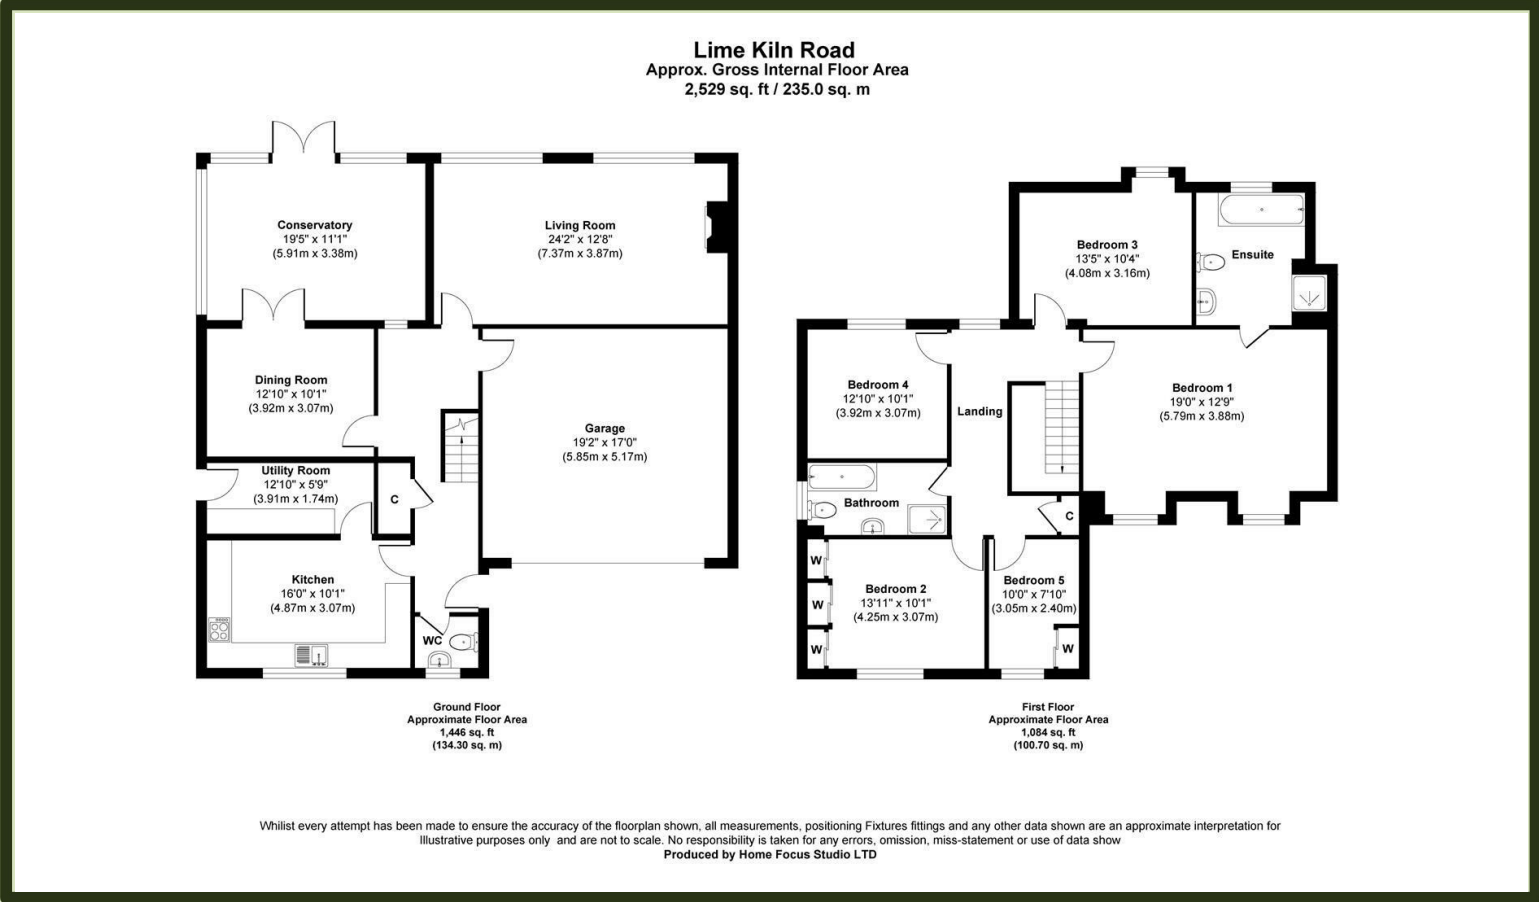 Lime Kiln Road
Approx. Gross Internal Floor Area
2,529 sq. ft / 235.0 sq. m
Conservatory
19'5" x 11'1"
(5.91m x 3.38m)
Living Room
24'2" x 12'8"
(7.37m x 3.87m)
Dining Room
12'10" x 10'1"
(3.92m x 3.07m)
Garage
19'2" x 17'0"
(5.85m x 5.17m)
Utility Room
12'10" x 5'9"
(3.91m x 1.74m)
C
Kitchen
16'0" x 10'1"
(4.87m x 3.07m)
WC
Ground Floor
Approximate Floor Area
1,446 sq. ft
(134.30 sq. m)
Bedroom 3
13'5" x 10'4"
(4.08m x 3.16m)
Ensuite
Bedroom 4
12'10" x 10'1"
(3.92m x 3.07m)
Landing
Bedroom 1
19'0" x 12'9"
(5.79m x 3.88m)
Bathroom
C
W
W
W
Bedroom 2
13'11" x 10'1"
(4.25m x 3.07m)
Bedroom 5
10'0" x 7'10"
(3.05m x 2.40m)
W
First Floor
Approximate Floor Area
1,084 sq. ft
(100.70 sq. m)
Whilst every attempt has been made to ensure the accuracy of the floorplan shown, all measurements, positioning Fixtures fittings and any other data shown are an approximate interpretation for
Illustrative purposes only and are not to scale. No responsibility is taken for any errors, omission, miss-statement or use of data show
Produced by Home Focus Studio LTD